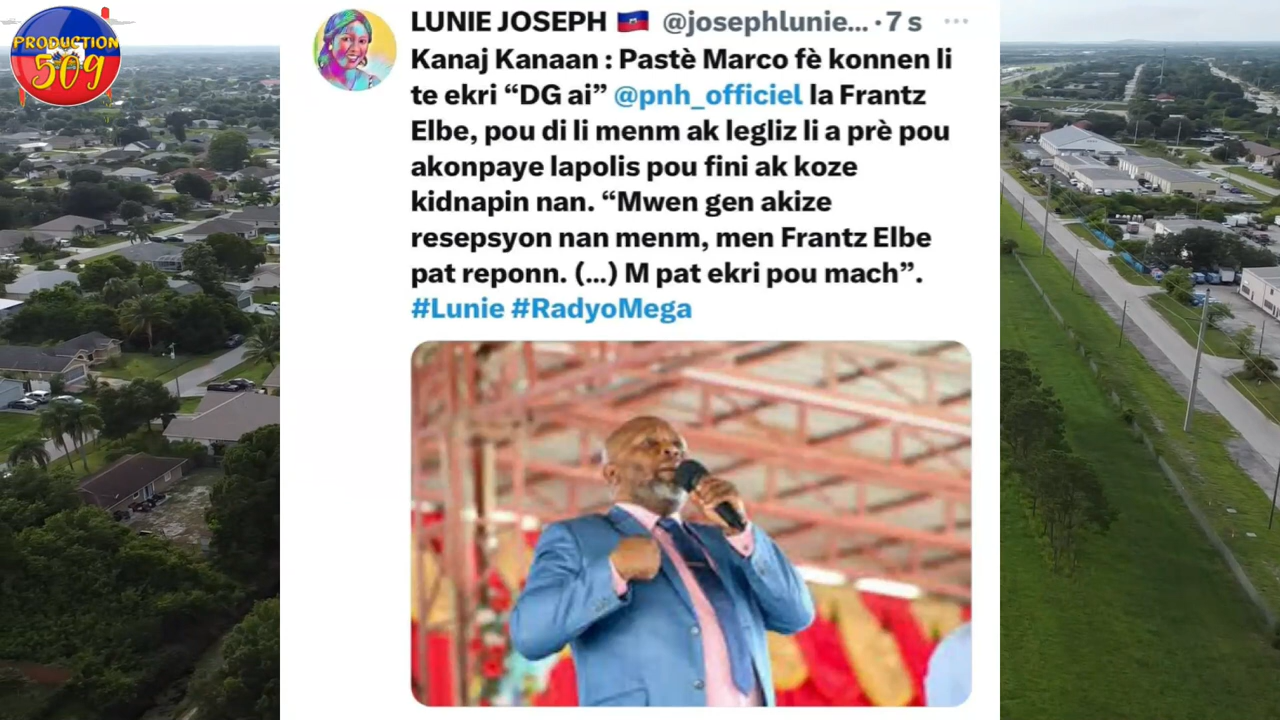 PRODUCTION
509
LUNIE JOSEPH 🇭🇹 @josephlunie... · 7 s ...
Kanaj Kanaan : Pastè Marco fè konnen li
te ekri “DG ai” @pnh_officiel la Frantz
Elbe, pou di li menm ak legliz li a prè pou
akonpaye lapolis pou fini ak koze
kidnapin nan. “Mwen gen akize
resepsyon nan menm, men Frantz Elbe
pat reponn. (...) M pat ekri pou mach”.
#Lunie #RadyoMega